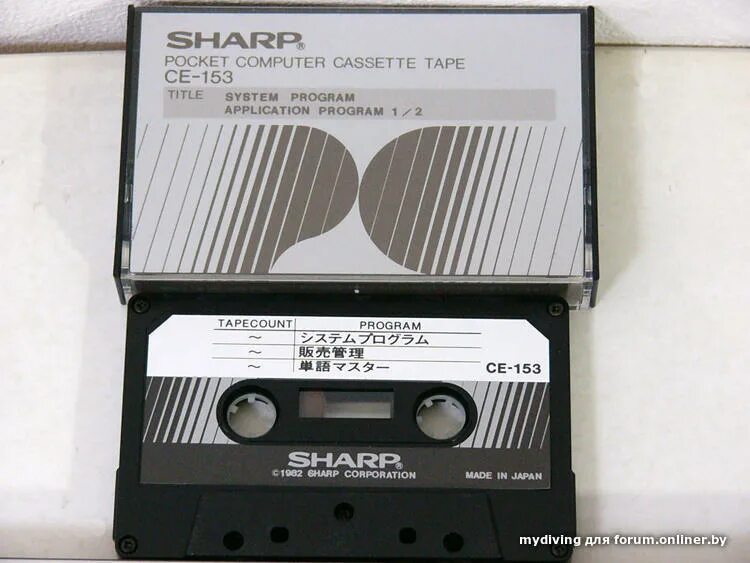 SHARP®
POCKET COMPUTER CASSETTE TAPE
CE-153
TITLE SYSTEM PROGRAM
APPLICATION PROGRAM 1/2
TAPECOUNT PROGRAM
~ システムプログラム
~ 販売管理
~ 単語マスター
CE-153
SHARP®
©1982 SHARP CORPORATION
MADE IN JAPAN
mydiving для forum.onliner.by